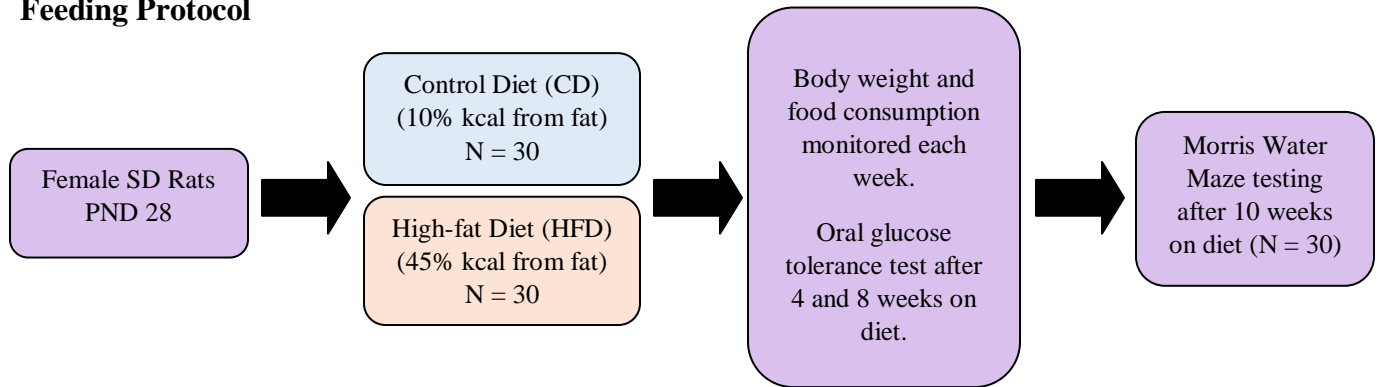 Feeding Protocol
Female SD Rats
PND 28
Control Diet (CD)
(10% kcal from fat)
N = 30
High-fat Diet (HFD)
(45% kcal from fat)
N = 30
Body weight and
food consumption
monitored each
week.
Oral glucose
tolerance test after
4 and 8 weeks on
diet.
Morris Water
Maze testing
after 10 weeks
on diet (N = 30)